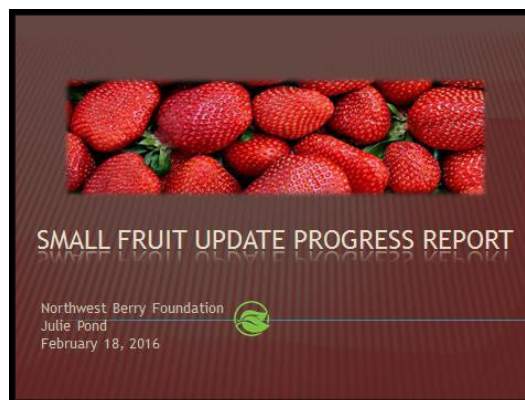 SMALL FRUIT UPDATE PROGRESS REPORT
Northwest Berry Foundation
Julie Pond
February 18, 2016